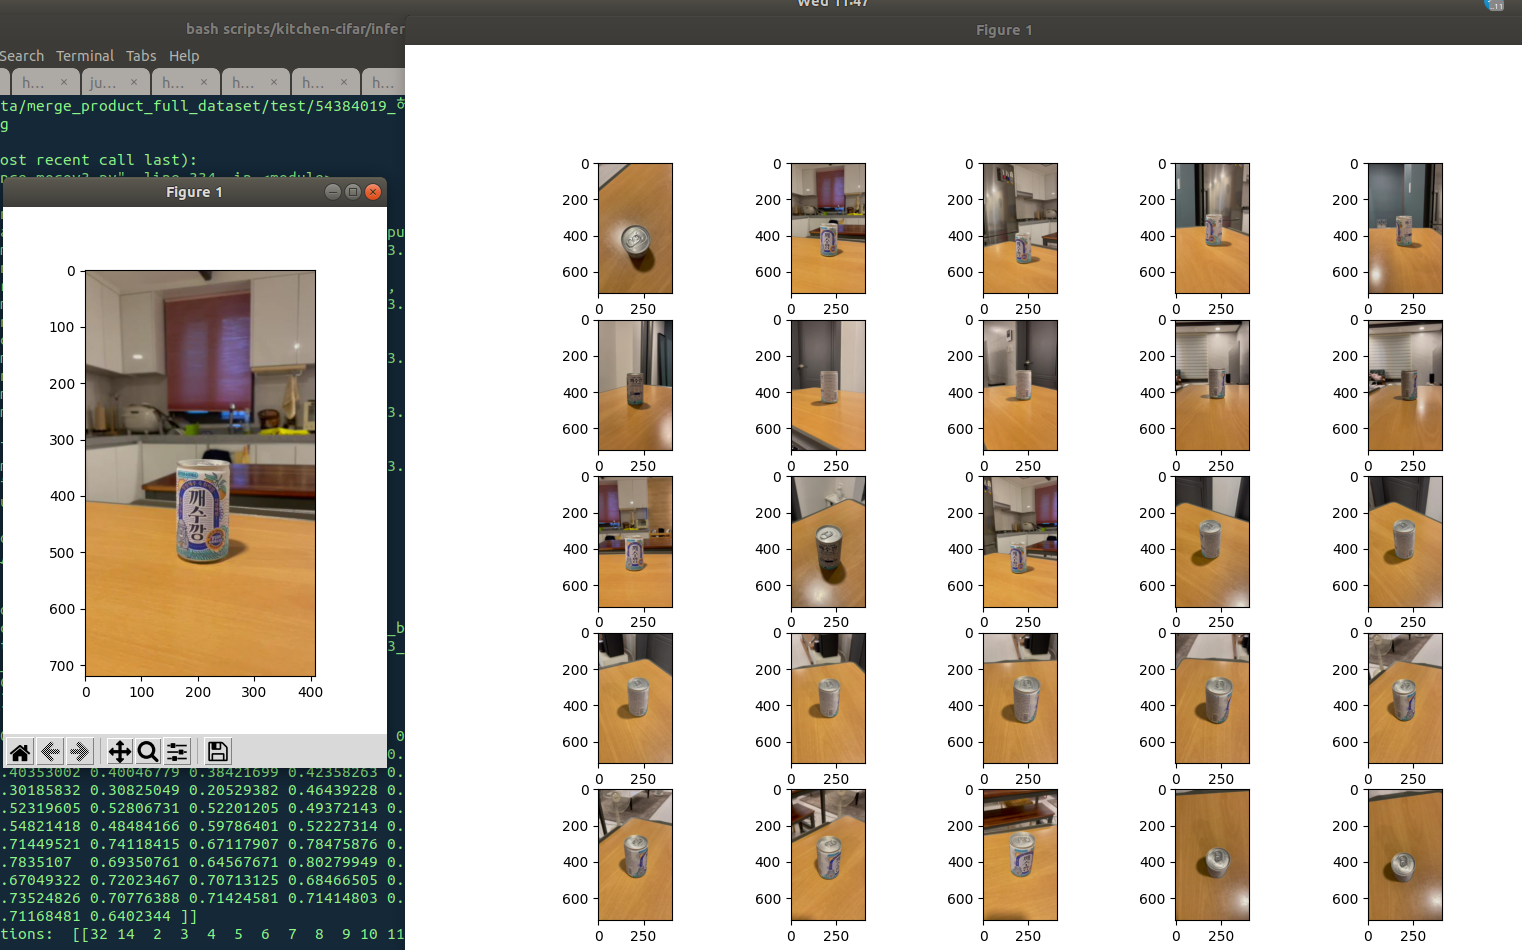 Wed 11:47
bash scripts/kitchen-cifar/infer
Figure 1
Search Terminal Tabs Help
h... × ju... × h... × h... × h... × h...
ta/merge_product_full_dataset/test/54384019_허
g
ost recent call last):
Figure 1
0
100
200
300
400
500
600
700
0 100 200 300 400
깨
수
깡
.40353002 0.40046779 0.38421699 0.42358263 0.
.30185832 0.30825049 0.20529382 0.46439228 0.
.52319605 0.52806731 0.52201205 0.49372143 0.
.54821418 0.48484166 0.59786401 0.52227314 0.
.71449521 0.74118415 0.67117907 0.78475876 0.
.7835107 0.69350761 0.64567671 0.80279949 0.
.67049322 0.72023467 0.70713125 0.68466505 0.
.73524826 0.70776388 0.71424581 0.71414803 0.
.71168481 0.6402344 ]]
tions: [[32 14 2 3 4 5 6 7 8 9 10 11
0 0 0 0 0
200 200 200 200 200
400 400 400 400 400
600 600 600 600 600
0 250 0 250 0 250 0 250 0 250
0 0 0 0 0
200 200 200 200 200
400 400 400 400 400
600 600 600 600 600
0 250 0 250 0 250 0 250 0 250
0 0 0 0 0
200 200 200 200 200
400 400 400 400 400
600 600 600 600 600
0 250 0 250 0 250 0 250 0 250
0 0 0 0 0
200 200 200 200 200
400 400 400 400 400
600 600 600 600 600
0 250 0 250 0 250 0 250 0 250
0 0 0 0 0
200 200 200 200 200
400 400 400 400 400
600 600 600 600 600
0 250 0 250 0 250 0 250 0 250